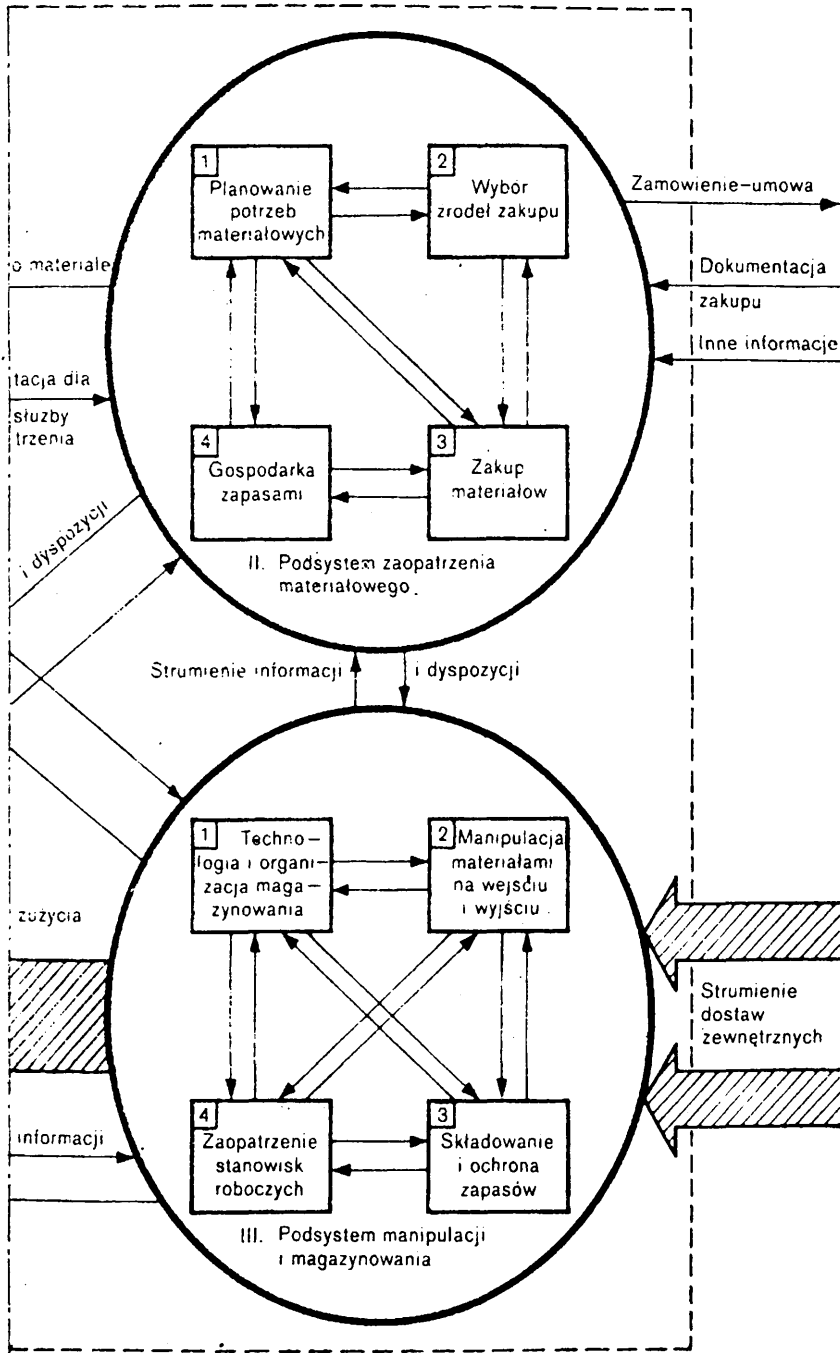 1
Planowanie
potrzeb
materiałowych
2
Wybór
zrodeł zakupu
Zamowienie-umowa
o materiale
Dokumentacja
zakupu
Inne informacje
tacja dla
służby
trzenia
4
Gospodarka
zapasami
3
Zakup
materiałow
i dyspozycji
II. Podsystem zaopatrzenia
materiałowego.
Strumienie informacji
i dyspozycji
1
Techno-
logia i organi-
zacja maga-
zynowania
2
Manipulacja
materiałami
na wejściu
i wyjściu
zużycia
Strumienie
dostaw
zewnętrznych
4
Zaopatrzenie
stanowisk
roboczych
3
Składowanie
i ochrona
zapasów
informacji
III. Podsystem manipulacji
i magazynowania